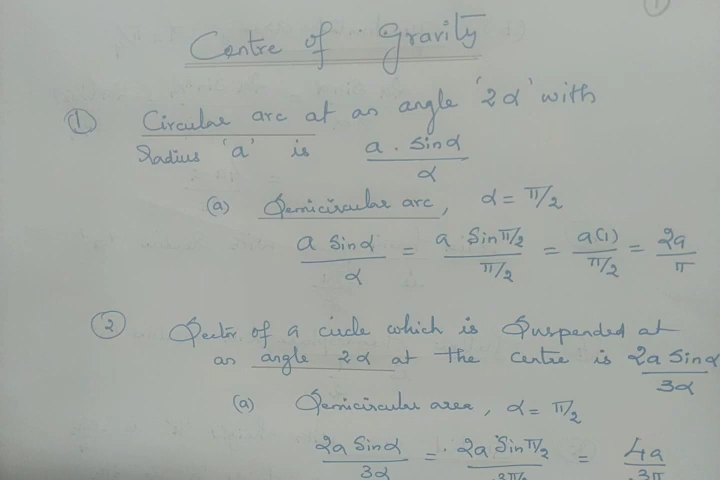 1
Centre of Gravity
① Circular arc at an angle '2α' with
radius 'a' is a . sinα / α
(a) Semicircular arc, α = π/2
a Sinα / α = a Sin π/2 / π/2 = a(1) / π/2 = 2a / π
② Sector of a circle which is Suspended at
an angle 2α at the centre is 2a Sinα / 3α
(a) Semicircular area, α = π/2
2a Sinα / 3α = 2a Sin π/2 / 3π/2 = 4a / 3π